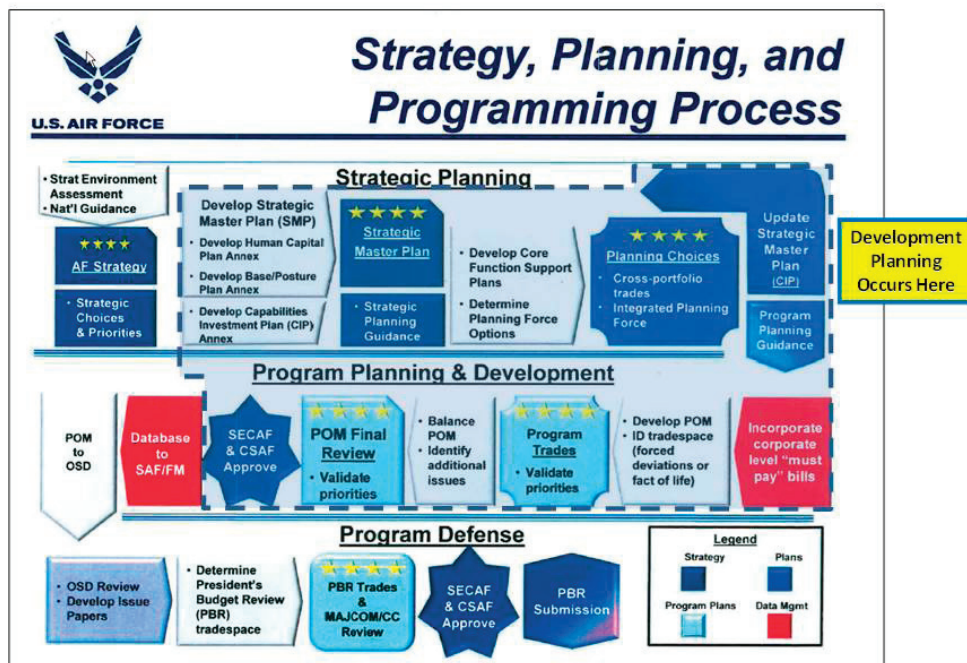 U.S. AIR FORCE
Strategy, Planning, and
Programming Process
Strategic Planning
• Strat Environment
Assessment
• Nat'l Guidance
AF Strategy
• Strategic
Choices
& Priorities
Develop Strategic
Master Plan (SMP)
• Develop Human Capital
Plan Annex
• Develop Base/Posture
Plan Annex
• Develop Capabilities
Investment Plan (CIP)
Annex
Strategic
Master Plan
• Strategic
Planning
Guidance
• Develop Core
Function Support
Plans
• Determine
Planning Force
Options
Planning Choices
• Cross-portfolio
trades
• Integrated Planning
Force
Update
Strategic
Master
Plan
(CIP)
Program
Planning
Guidance
Development
Planning
Occurs Here
Program Planning & Development
POM
to
OSD
Database
to
SAF/FM
SECAF
& CSAF
Approve
POM Final
Review
• Validate
priorities
• Balance
POM
• Identify
additional
issues
Program
Trades
• Validate
priorities
• Develop POM
• ID tradespace
(forced
deviations or
fact of life)
Incorporate
corporate
level "must
pay" bills
Program Defense
• OSD Review
• Develop Issue
Papers
• Determine
President's
Budget Review
(PBR)
tradespace
PBR Trades
&
MAJCOM/CC
Review
SECAF
& CSAF
Approve
PBR
Submission
Legend
Strategy
Plans
Program Plans
Data Mgmt